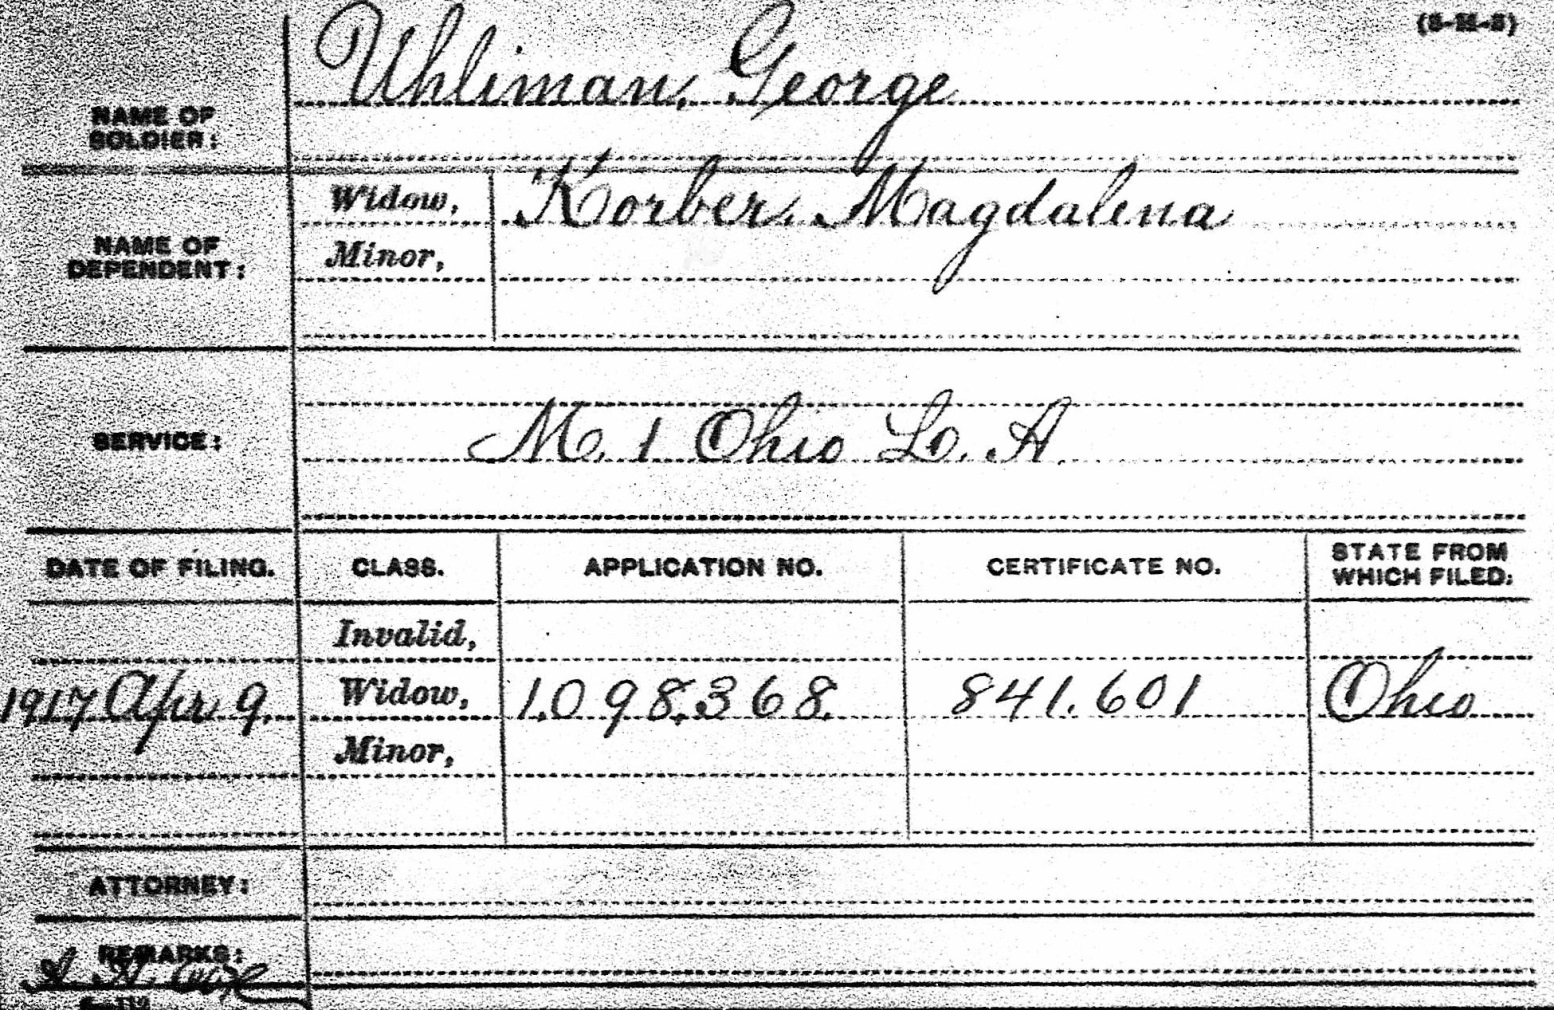 (3-M-3)
Uhliman, George
NAME OF
SOLDIER:
Widow, Korber, Magdalena
NAME OF
DEPENDENT:
Minor,
SERVICE: M. 1 Ohio L. A.
DATE OF FILING. CLASS. APPLICATION NO. CERTIFICATE NO. STATE FROM
WHICH FILED:
Invalid,
1917 Apr 9. Widow, 1.098.368. 841.601 Ohio
Minor,
ATTORNEY:
REMARKS: